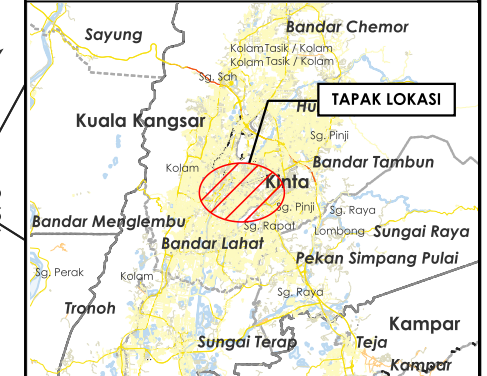 Bandar Chemor
Sayung
Kolam Tasik / Kolam
Kolam Tasik / Kolam
Sg. Sah
TAPAK LOKASI
Kuala Kangsar
Sg. Pinji
Bandar Tambun
Kolam
Kinta
Sg. Pinji
Sg. Raya
Bandar Menglembu
Sg. Rapat
Lombong
Sungai Raya
Bandar Lahat
Pekan Simpang Pulai
Sg. Perak
Kolam
Sg. Raya
Tronoh
Kampar
Sungai Terap
Teja
Kampar